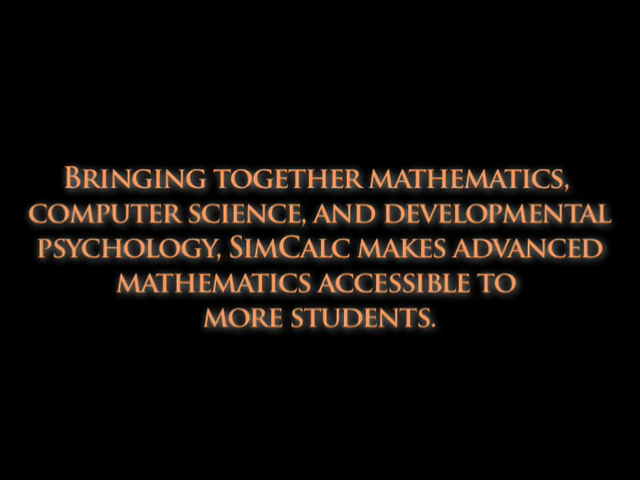 Bringing together mathematics,
computer science, and developmental
psychology, SimCalc makes advanced
mathematics accessible to
more students.